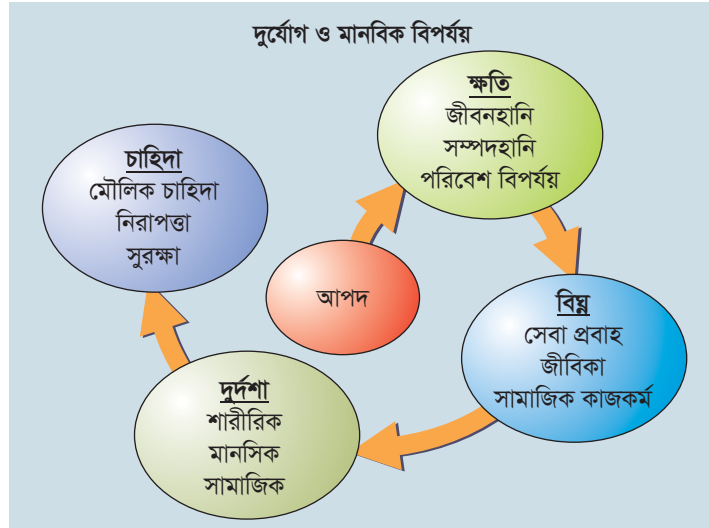 দুর্যোগ ও মানবিক বিপর্যয়
ক্ষতি
জীবনহানি
সম্পদহানি
পরিবেশ বিপর্যয়
চাহিদা
মৌলিক চাহিদা
নিরাপত্তা
সুরক্ষা
আপদ
বিঘ্ন
সেবা প্রবাহ
জীবিকা
সামাজিক কাজকর্ম
দুর্দশা
শারীরিক
মানসিক
সামাজিক